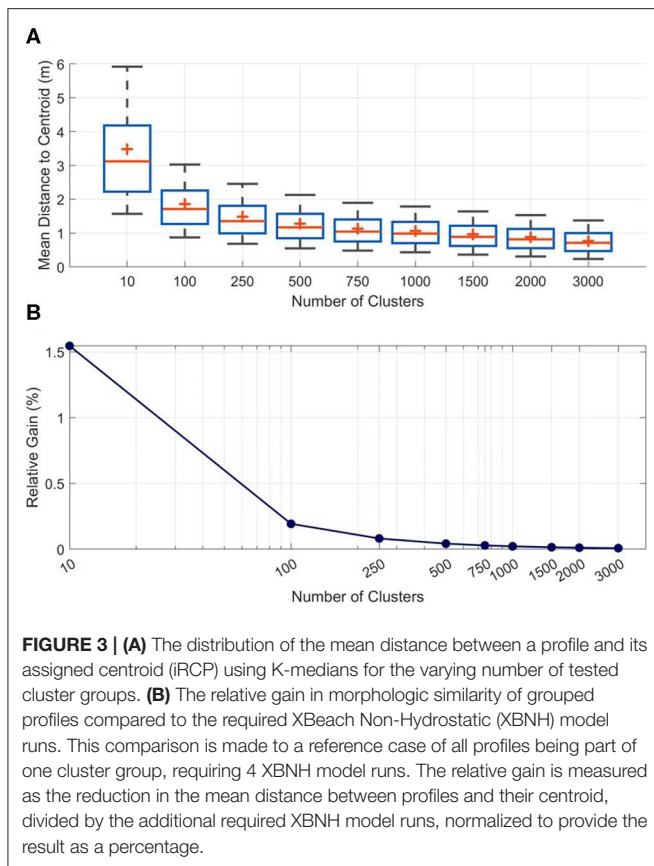 A
Mean Distance to Centroid (m)
6
5
4
3
2
1
0
10 100 250 500 750 1000 1500 2000 3000
Number of Clusters
B
Relative Gain (%)
1.5
1
0.5
0
10 100 250 500 750 1000 1500 2000 3000
Number of Clusters
FIGURE 3 | (A) The distribution of the mean distance between a profile and its
assigned centroid (iRCP) using K-medians for the varying number of tested
cluster groups. (B) The relative gain in morphologic similarity of grouped
profiles compared to the required XBeach Non-Hydrostatic (XBNH) model
runs. This comparison is made to a reference case of all profiles being part of
one cluster group, requiring 4 XBNH model runs. The relative gain is measured
as the reduction in the mean distance between profiles and their centroid,
divided by the additional required XBNH model runs, normalized to provide the
result as a percentage.